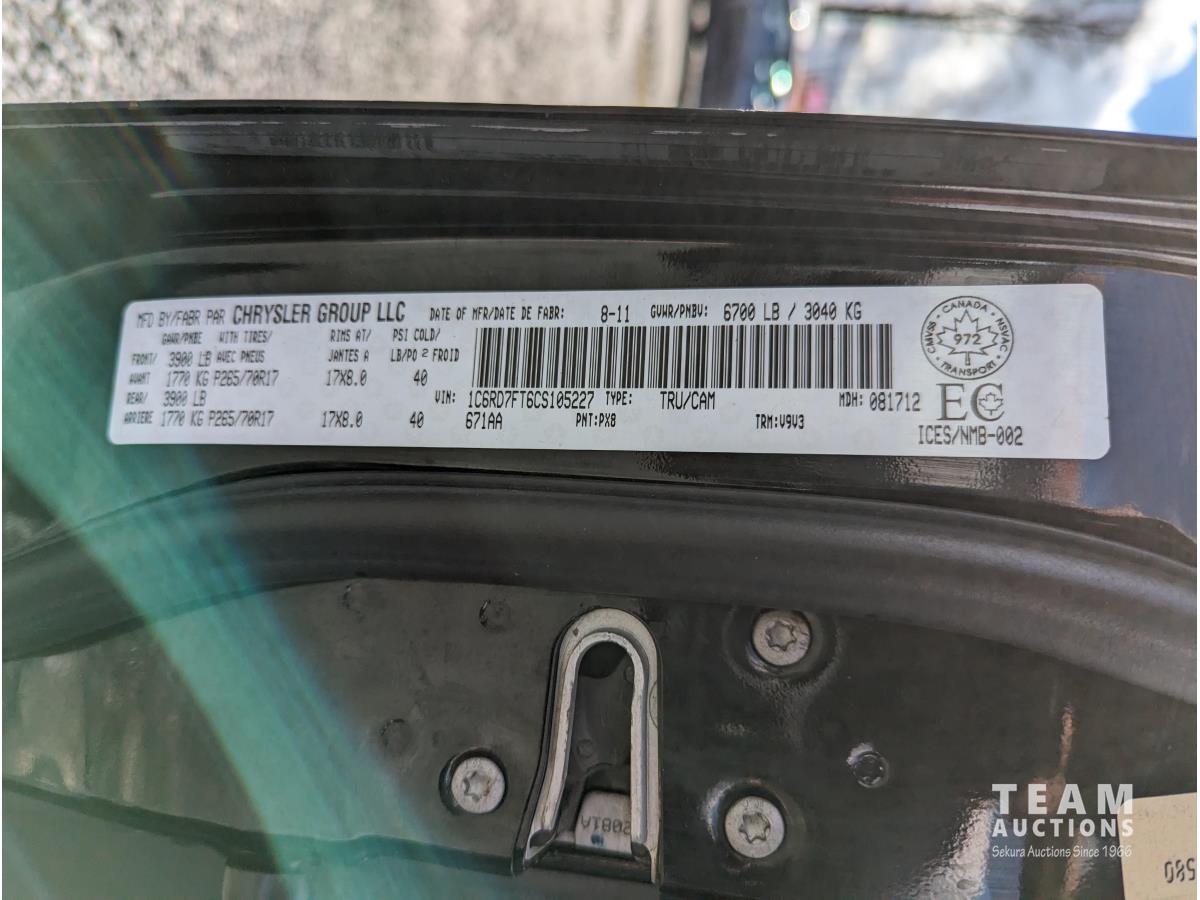 MFD BY/FABR PAR CHRYSLER GROUP LLC DATE OF MFR/DATE DE FABR: 8-11 GVWR/PNBV: 6700 LB / 3040 KG
GAWR/PNBE WITH TIRES/ RIMS AT/ PSI COLD/
FRONT/ 3900 LB AVEC PNEUS JANTES A LB/PO2 FROID
AVANT 1770 KG P265/70R17 17X8.0 40
REAR/ 3900 LB VIN: 1C6RD7FT6CS105227 TYPE: TRU/CAM MDH: 081712
ARRIERE 1770 KG P265/70R17 17X8.0 40 671AA PNT:PX8 TRM:V9V3
CANADA
CMVSS 972 NSVAC
TRANSPORT
EC
ICES/NMB-002
2081A
TEAM
AUCTIONS
Sekura Auctions Since 1966
580